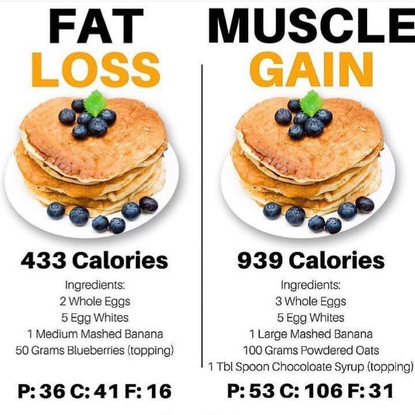 FAT
LOSS
433 Calories
Ingredients:
2 Whole Eggs
5 Egg Whites
1 Medium Mashed Banana
50 Grams Blueberries (topping)
P: 36 C: 41 F: 16
MUSCLE
GAIN
939 Calories
Ingredients:
3 Whole Eggs
5 Egg Whites
1 Large Mashed Banana
100 Grams Powdered Oats
1 Tbl Spoon Chocoloate Syrup (topping)
P: 53 C: 106 F: 31